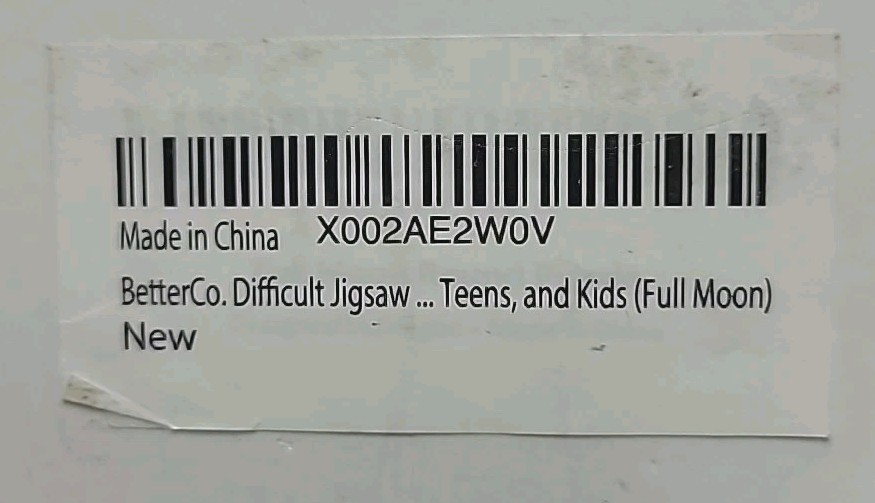 Made in China X002AE2W0V
BetterCo. Difficult Jigsaw ... Teens, and Kids (Full Moon)
New